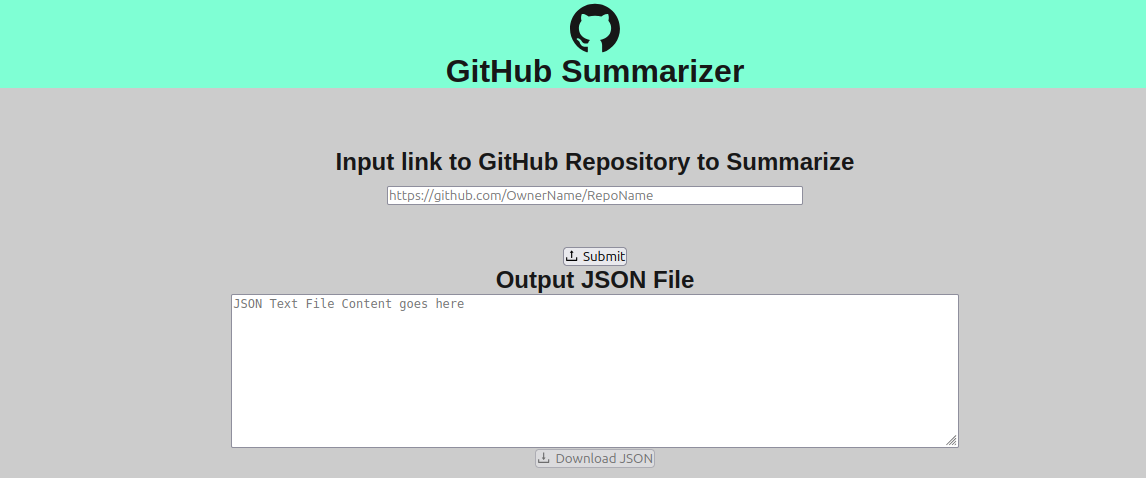 GitHub Summarizer
Input link to GitHub Repository to Summarize
https://github.com/OwnerName/RepoName
Submit
Output JSON File
JSON Text File Content goes here
Download JSON